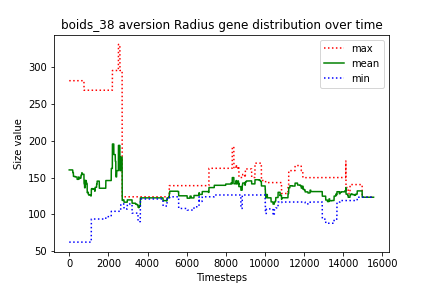 boids_38 aversion Radius gene distribution over time
max
mean
min
Size value
300
250
200
150
100
50
0
2000
4000
6000
8000
10000
12000
14000
16000
Timesteps